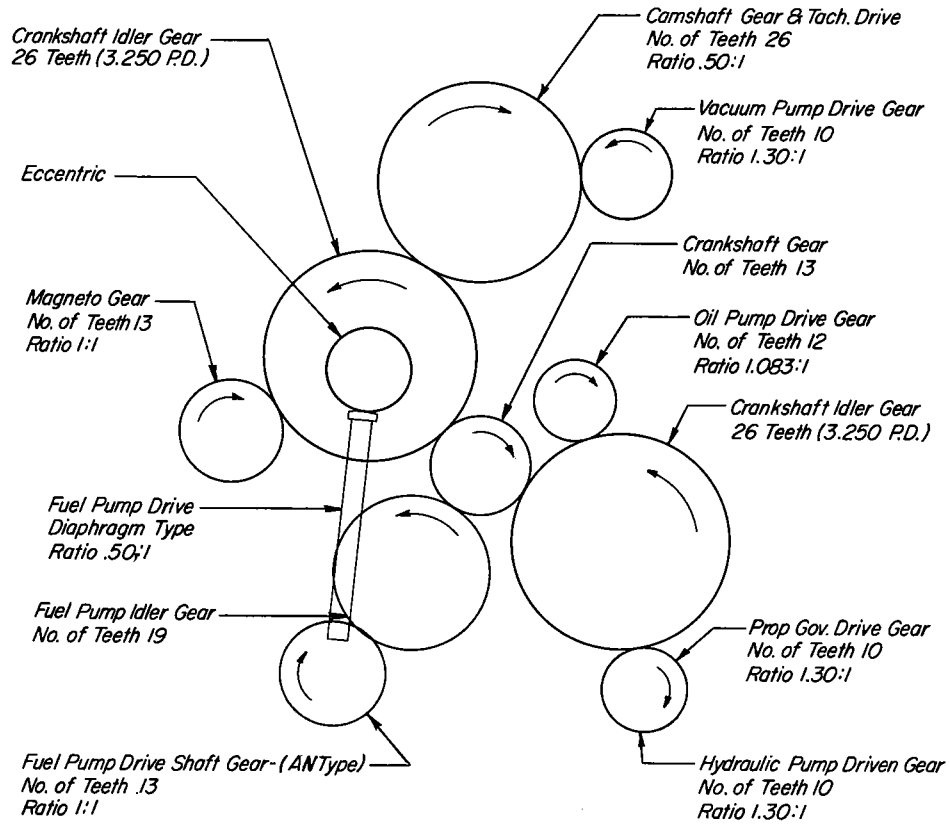 Crankshaft Idler Gear
26 Teeth (3.250 P.D.)
Eccentric
Magneto Gear
No. of Teeth 13
Ratio 1:1
Fuel Pump Drive
Diaphragm Type
Ratio .50:1
Fuel Pump Idler Gear
No. of Teeth 19
Fuel Pump Drive Shaft Gear-(AN Type)
No. of Teeth .13
Ratio 1:1
Camshaft Gear & Tach. Drive
No. of Teeth 26
Ratio .50:1
Vacuum Pump Drive Gear
No. of Teeth 10
Ratio 1.30:1
Crankshaft Gear
No. of Teeth 13
Oil Pump Drive Gear
No. of Teeth 12
Ratio 1.083:1
Crankshaft Idler Gear
26 Teeth (3.250 P.D.)
Prop Gov. Drive Gear
No. of Teeth 10
Ratio 1.30:1
Hydraulic Pump Driven Gear
No. of Teeth 10
Ratio 1.30:1